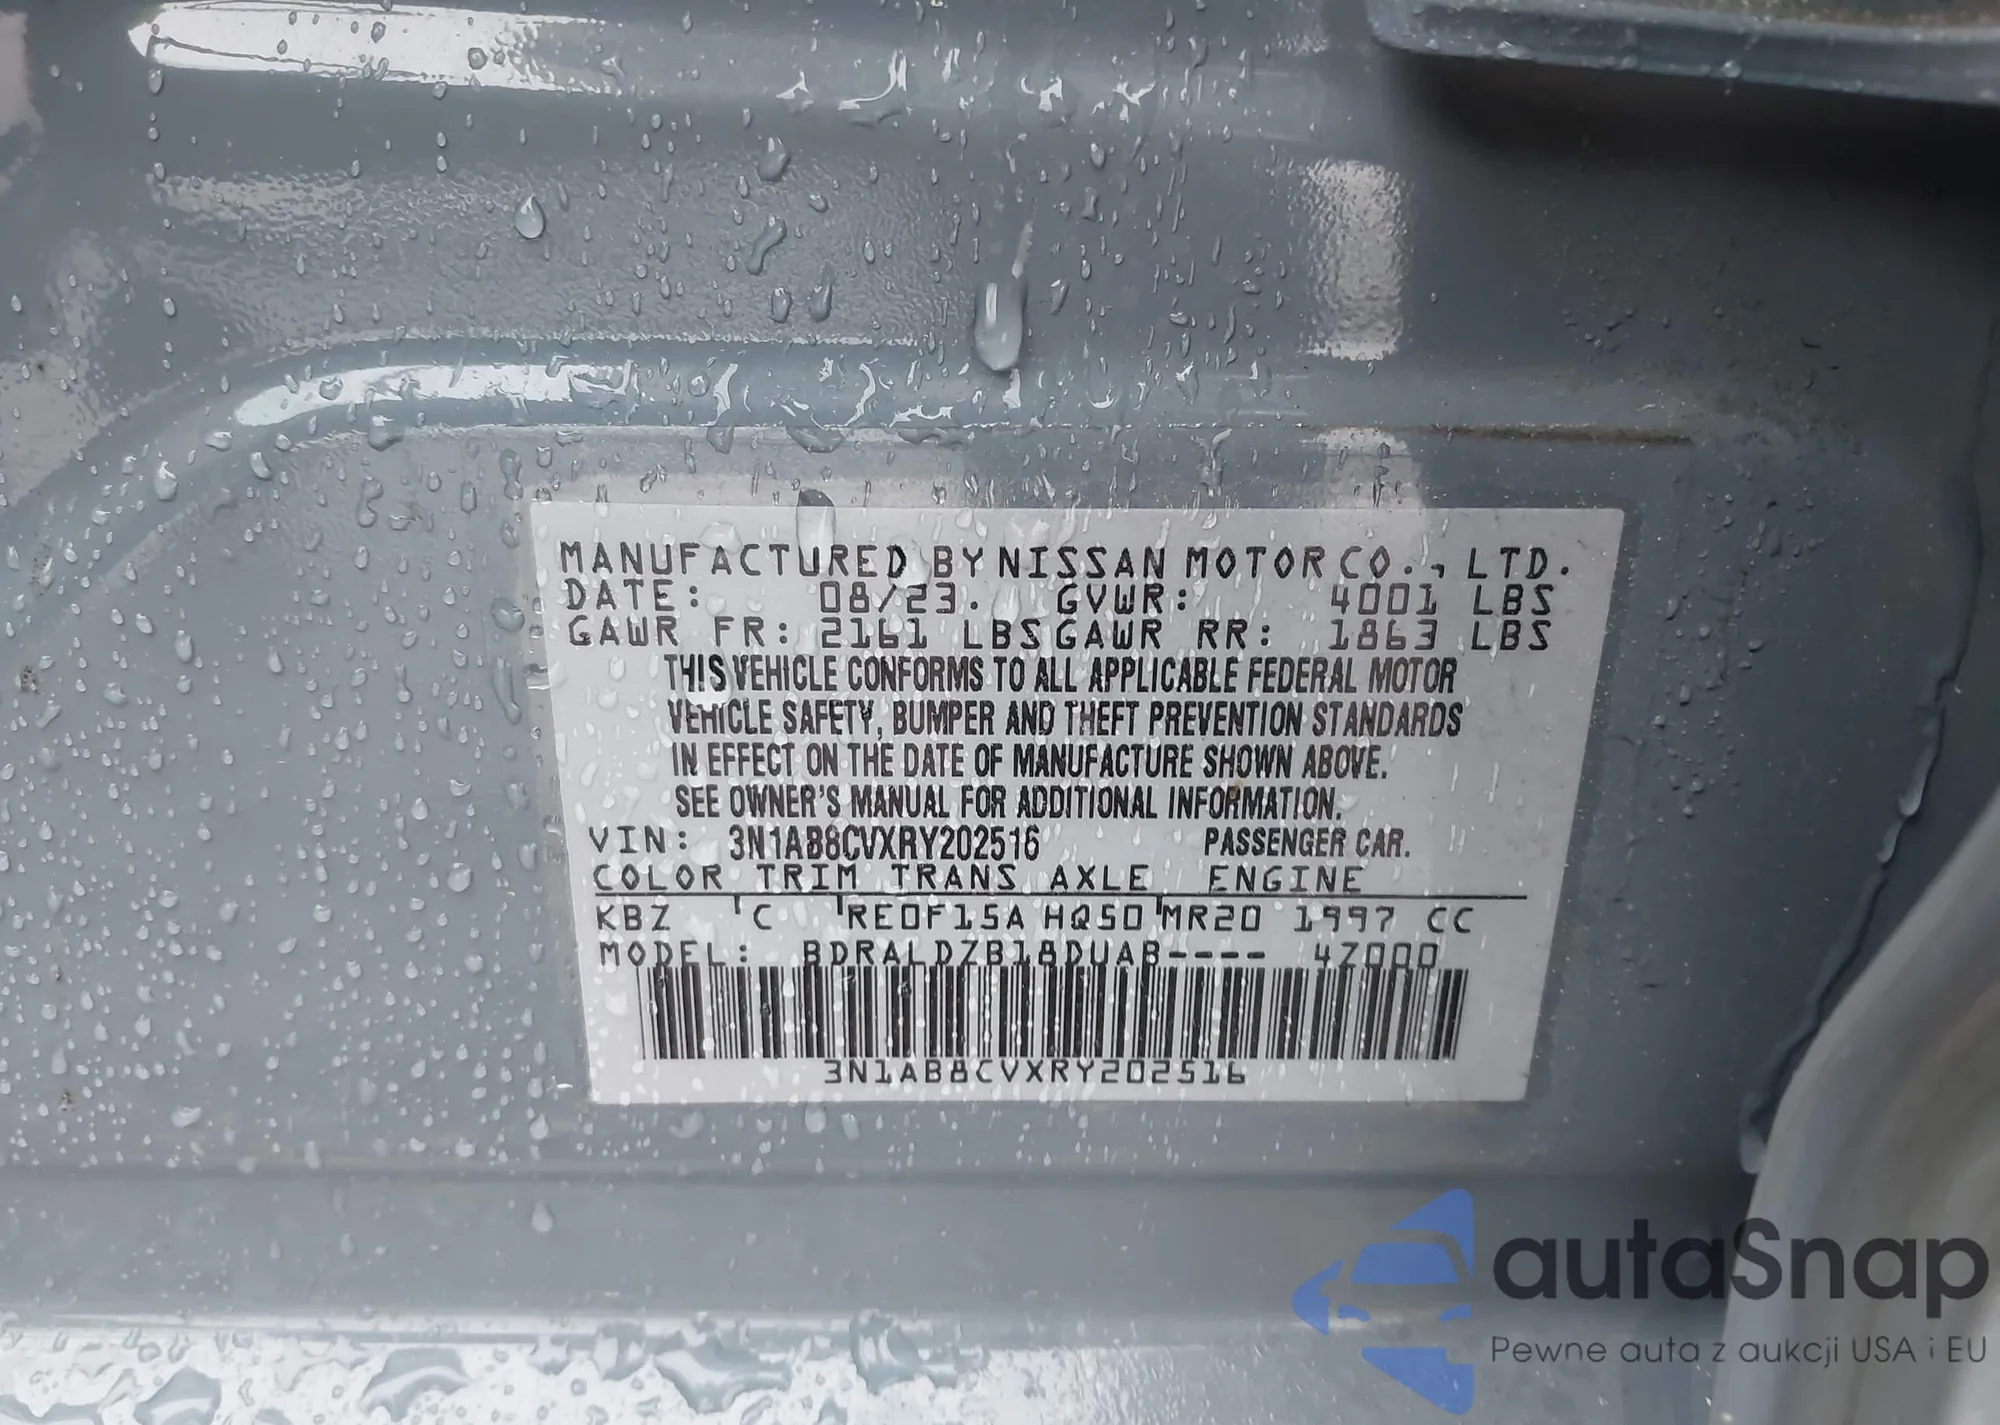 MANUFACTURED BY NISSAN MOTOR CO., LTD.
DATE: 08/23. GVWR: 4001 LBS
GAWR FR: 2161 LBS GAWR RR: 1863 LBS
THIS VEHICLE CONFORMS TO ALL APPLICABLE FEDERAL MOTOR
VEHICLE SAFETY, BUMPER AND THEFT PREVENTION STANDARDS
IN EFFECT ON THE DATE OF MANUFACTURE SHOWN ABOVE.
SEE OWNER'S MANUAL FOR ADDITIONAL INFORMATION.
VIN: 3N1AB8CVXRY202516 PASSENGER CAR.
COLOR TRIM TRANS AXLE ENGINE
KBZ C RE0F15A HQ50 MR20 1997 CC
MODEL: BDRALDZB18DUAB---- 4Z000
3N1AB8CVXRY202516
autaSnap
Pewne auta z aukcji USA i EU